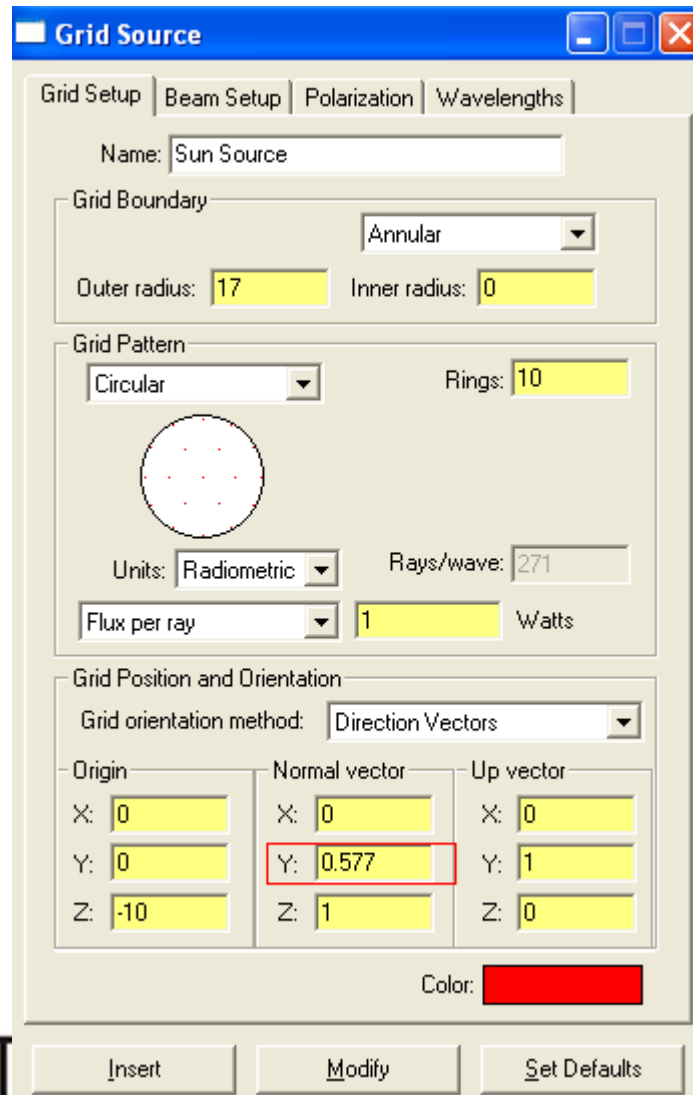 Grid Source
Grid Setup Beam Setup Polarization Wavelengths
Name: Sun Source
Grid Boundary
Annular
Outer radius: 17 Inner radius: 0
Grid Pattern
Circular Rings: 10
Units: Radiometric Rays/wave: 271
Flux per ray 1 Watts
Grid Position and Orientation
Grid orientation method: Direction Vectors
Origin Normal vector Up vector
X: 0 X: 0 X: 0
Y: 0 Y: 0.577 Y: 1
Z: -10 Z: 1 Z: 0
Color:
Insert Modify Set Defaults